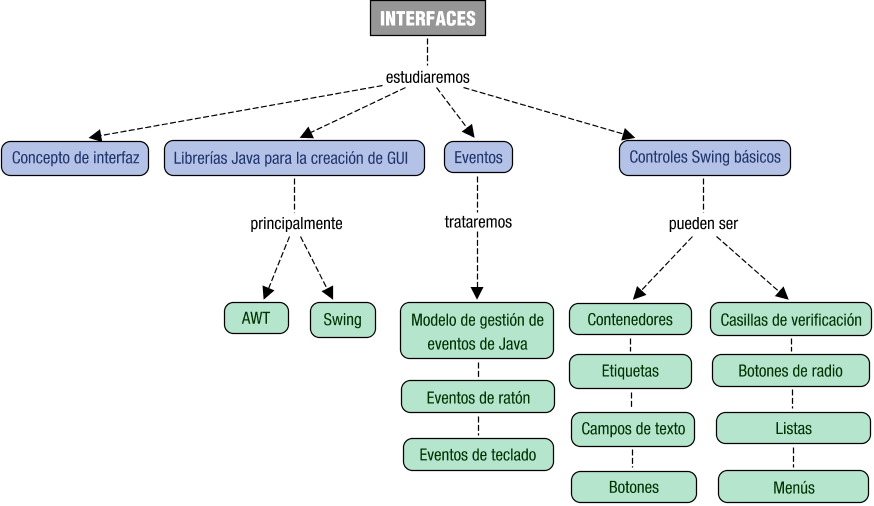 INTERFACES
estudiaremos
Concepto de interfaz
Librerías Java para la creación de GUI
Eventos
Controles Swing básicos
principalmente
trataremos
pueden ser
AWT
Swing
Modelo de gestión de
eventos de Java
Eventos de ratón
Eventos de teclado
Contenedores
Etiquetas
Campos de texto
Botones
Casillas de verificación
Botones de radio
Listas
Menús